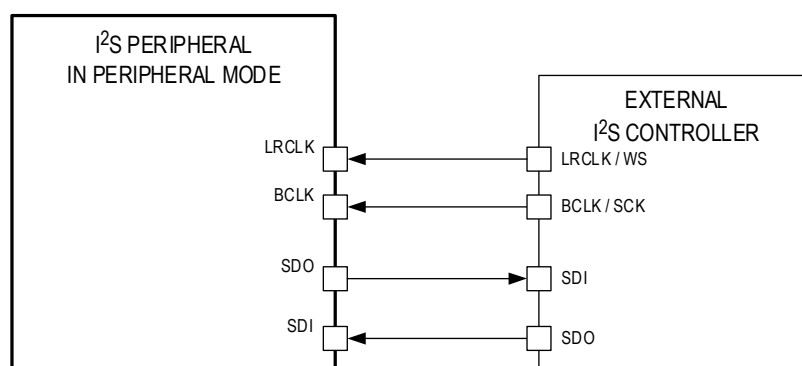 I²S PERIPHERAL
IN PERIPHERAL MODE
EXTERNAL
I²S CONTROLLER
LRCLK
LRCLK / WS
BCLK
BCLK / SCK
SDO
SDI
SDI
SDO